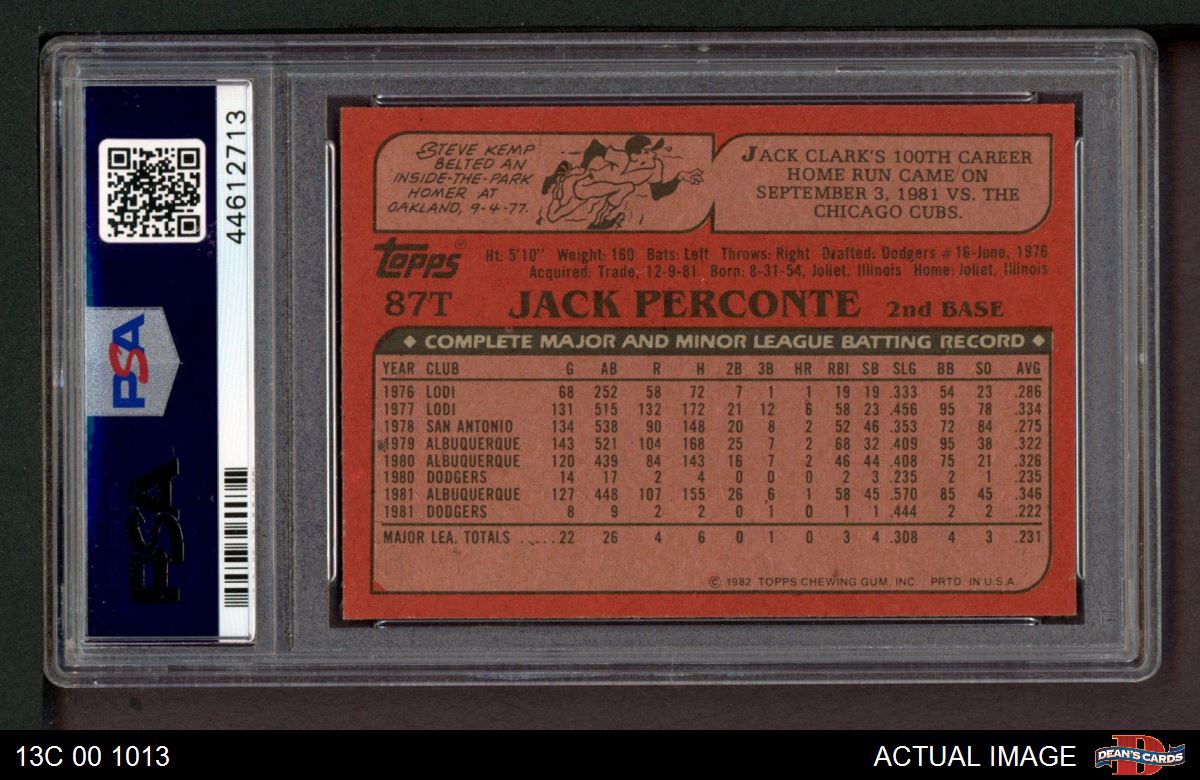 44612713
PSA
PSA
STEVE KEMP
BELTED AN
INSIDE-THE-PARK
HOMER AT
OAKLAND, 9-4-77.
JACK CLARK'S 100TH CAREER
HOME RUN CAME ON
SEPTEMBER 3, 1981 VS. THE
CHICAGO CUBS.
Topps®
Ht: 5'10" Weight: 160 Bats: Left Throws: Right Drafted: Dodgers #16-June, 1976
Acquired: Trade, 12-9-81 Born: 8-31-54, Joliet, Illinois Home: Joliet, Illinois
87T JACK PERCONTE 2nd BASE
◆ COMPLETE MAJOR AND MINOR LEAGUE BATTING RECORD ◆
YEAR CLUB G AB R H 2B 3B HR RBI SB SLG BB SO AVG
1976 LODI 68 252 58 72 7 1 1 19 19 .333 54 23 .286
1977 LODI 131 515 132 172 21 12 6 58 23 .456 95 78 .334
1978 SAN ANTONIO 134 538 90 148 20 8 2 52 46 .353 72 84 .275
1979 ALBUQUERQUE 143 521 104 168 25 7 2 68 32 .409 95 38 .322
1980 ALBUQUERQUE 120 439 84 143 16 7 2 46 44 .408 75 21 .326
1980 DODGERS 14 17 2 4 0 0 0 2 3 .235 2 1 .235
1981 ALBUQUERQUE 127 448 107 155 26 6 1 58 45 .570 85 45 .346
1981 DODGERS 8 9 2 2 0 1 0 1 1 .444 2 2 .222
MAJOR LEA. TOTALS ..... 22 26 4 6 0 1 0 3 4 .308 4 3 .231
© 1982 TOPPS CHEWING GUM, INC. PRTD. IN U.S.A.
13C 00 1013
ACTUAL IMAGE
D
DEAN'S CARDS